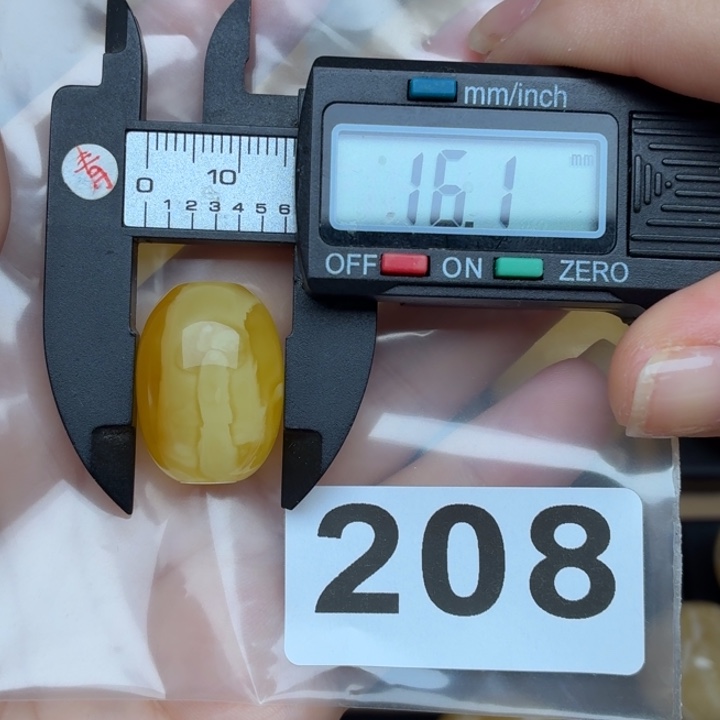 mm/inch
0 10
1 2 3 4 5 6
16.1 mm
OFF ON ZERO
208